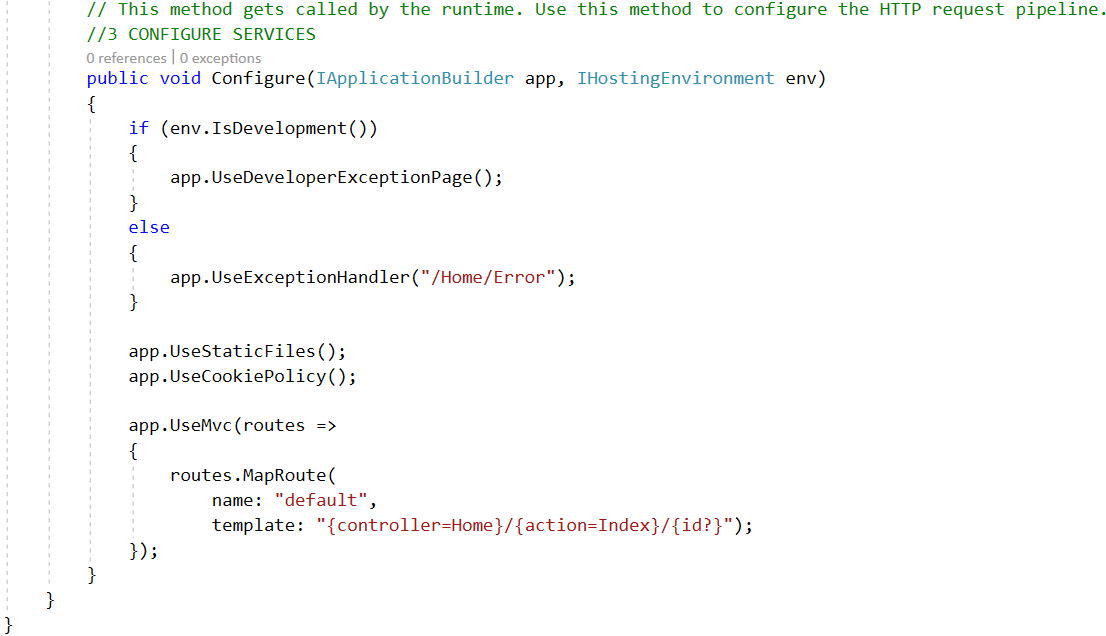 // This method gets called by the runtime. Use this method to configure the HTTP request pipeline.
//3 CONFIGURE SERVICES
0 references | 0 exceptions
public void Configure(IApplicationBuilder app, IHostingEnvironment env)
{
if (env.IsDevelopment())
{
app.UseDeveloperExceptionPage();
}
else
{
app.UseExceptionHandler("/Home/Error");
}
app.UseStaticFiles();
app.UseCookiePolicy();
app.UseMvc(routes =>
{
routes.MapRoute(
name: "default",
template: "{controller=Home}/{action=Index}/{id?}");
});
}
}
}